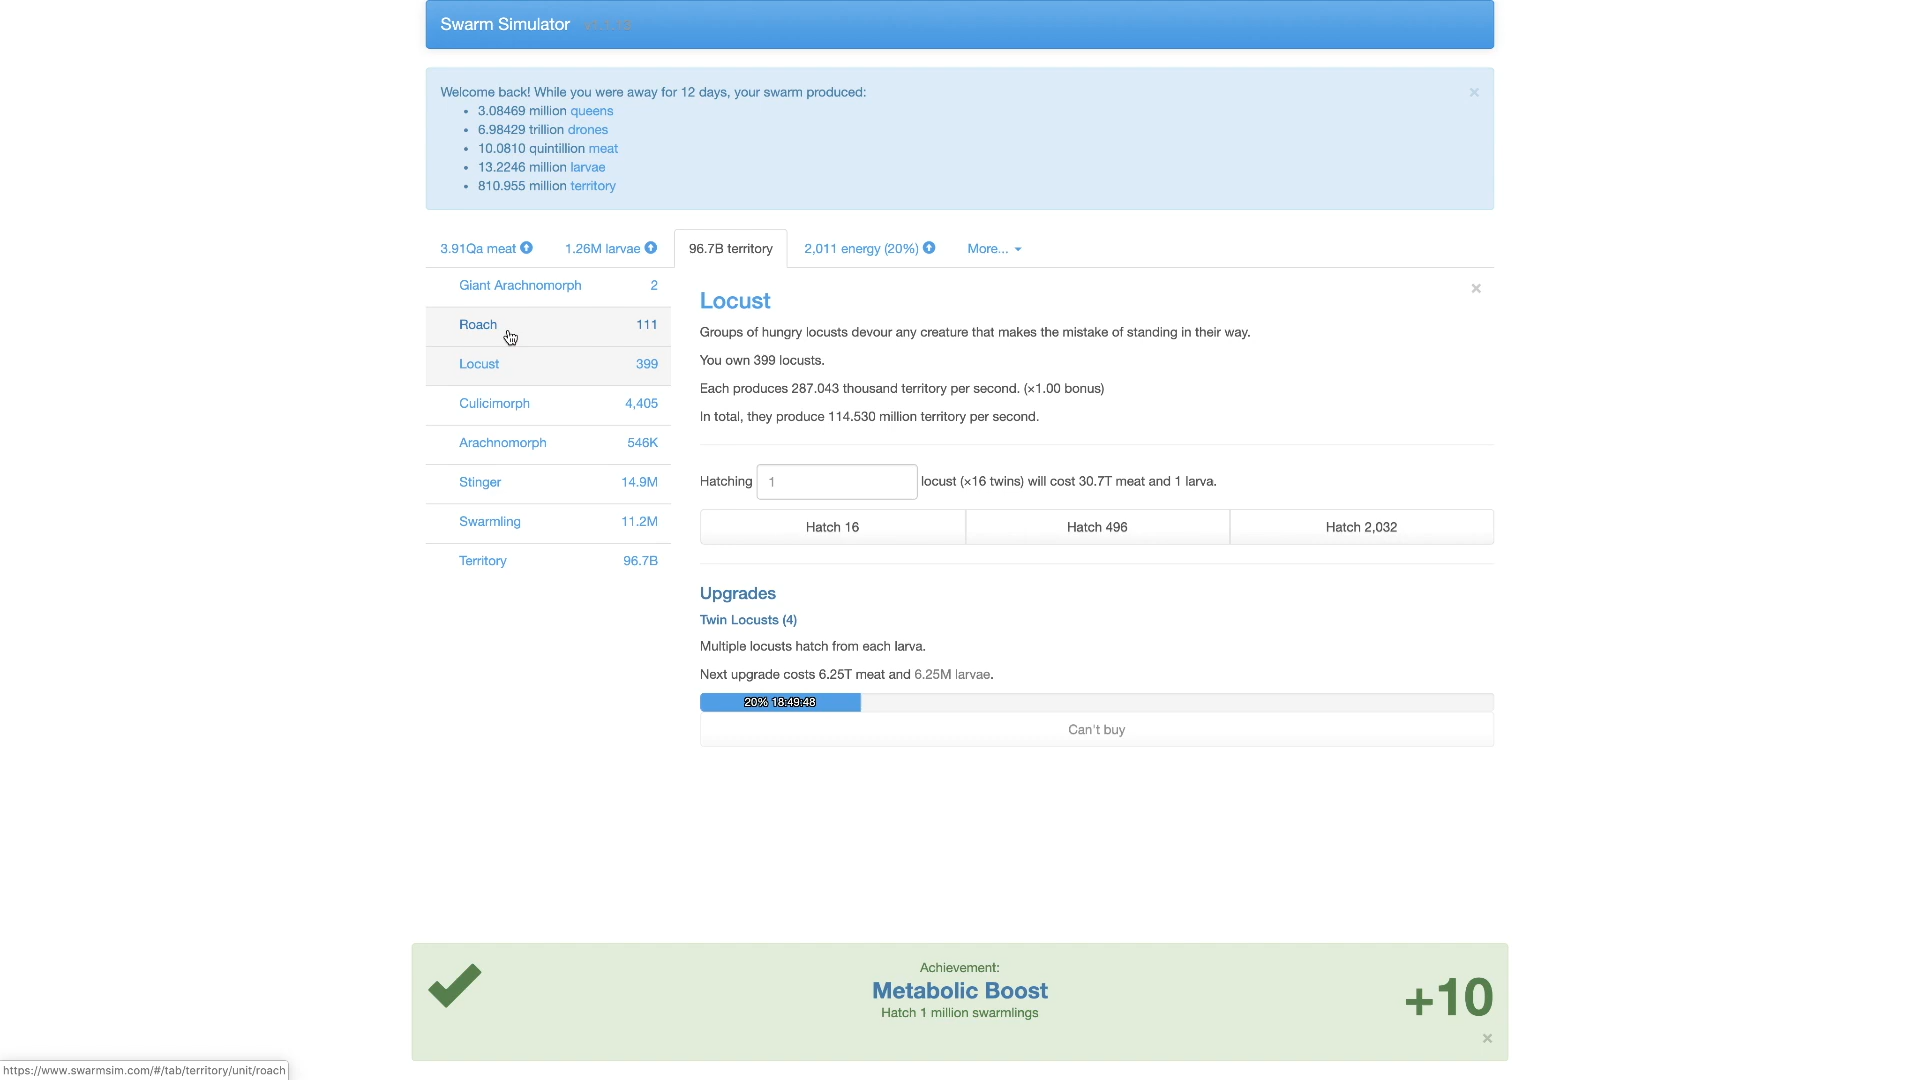 Swarm Simulator
Welcome back! While you were away for 12 days, your swarm produced:
• 3.08469 million queens
• 6.98429 trillion drones
• 10.0810 quintillion meat
• 13.2246 million larvae
• 810.955 million territory
3.91Qa meat 1.26M larvae 96.7B territory 2,011 energy (20%) More...
Giant Arachnomorph 2
Roach 111
Locust 399
Culicimorph 4,405
Arachnomorph 546K
Stinger 14.9M
Swarmling 11.2M
Territory 96.7B
Locust
Groups of hungry locusts devour any creature that makes the mistake of standing in their way.
You own 399 locusts.
Each produces 287.043 thousand territory per second. (×1.00 bonus)
In total, they produce 114.530 million territory per second.
Hatching 1 locust (×16 twins) will cost 30.7T meat and 1 larva.
Hatch 16 Hatch 496 Hatch 2,032
Upgrades
Twin Locusts (4)
Multiple locusts hatch from each larva.
Next upgrade costs 6.25T meat and 6.25M larvae.
20% 18:49:48
Can't buy
Achievement:
Metabolic Boost
Hatch 1 million swarmlings
+10
https://www.swarmsim.com/#/tab/territory/unit/roach